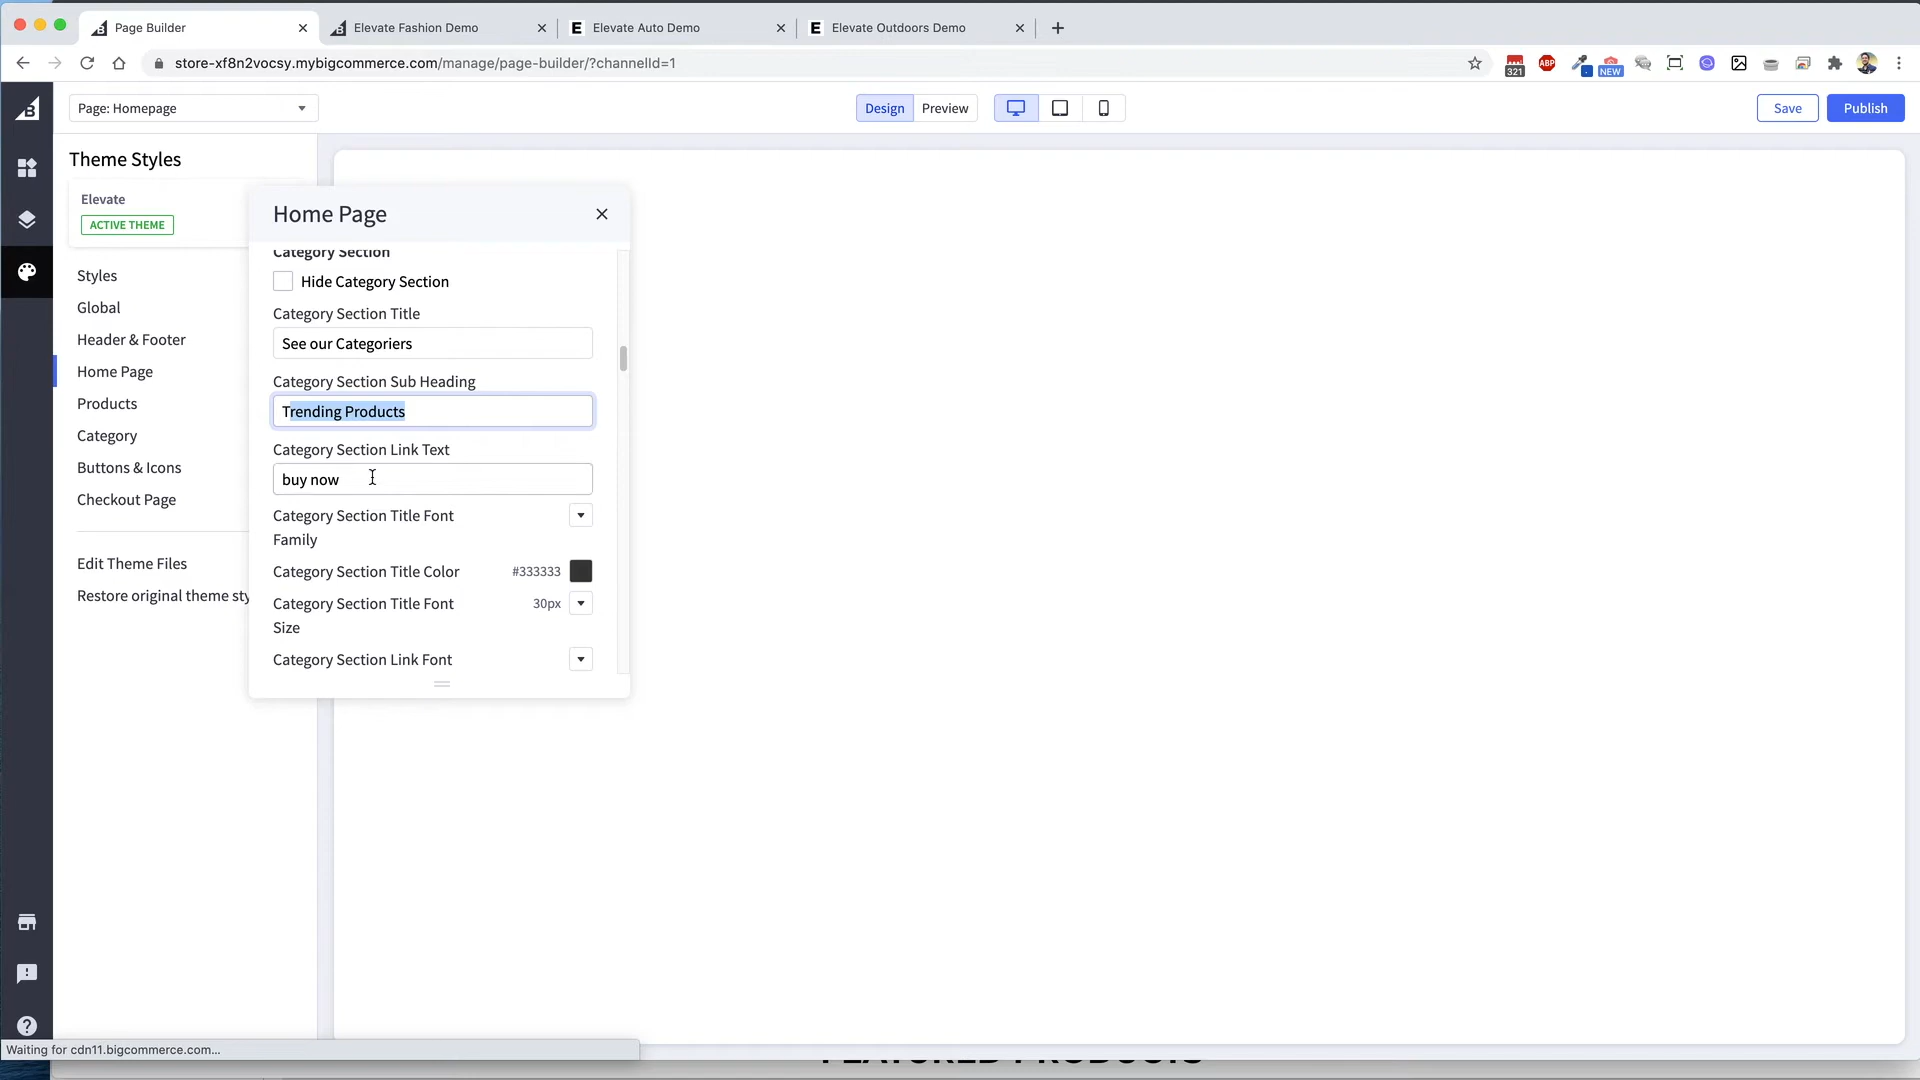 Page Builder
Elevate Fashion Demo
E Elevate Auto Demo
E Elevate Outdoors Demo
store-xf8n2vocsy.mybigcommerce.com/manage/page-builder/?channelId=1
321
ABP
NEW
Page: Homepage
Design
Preview
Save
Publish
Theme Styles
Elevate
ACTIVE THEME
Styles
Global
Header & Footer
Home Page
Products
Category
Buttons & Icons
Checkout Page
Edit Theme Files
Restore original theme sty
Home Page
Category Section
Hide Category Section
Category Section Title
See our Categoriers
Category Section Sub Heading
Trending Products
Category Section Link Text
buy now
Category Section Title Font
Family
Category Section Title Color
#333333
Category Section Title Font
30px
Size
Category Section Link Font
Waiting for cdn11.bigcommerce.com...
FEATURED PRODUCTS